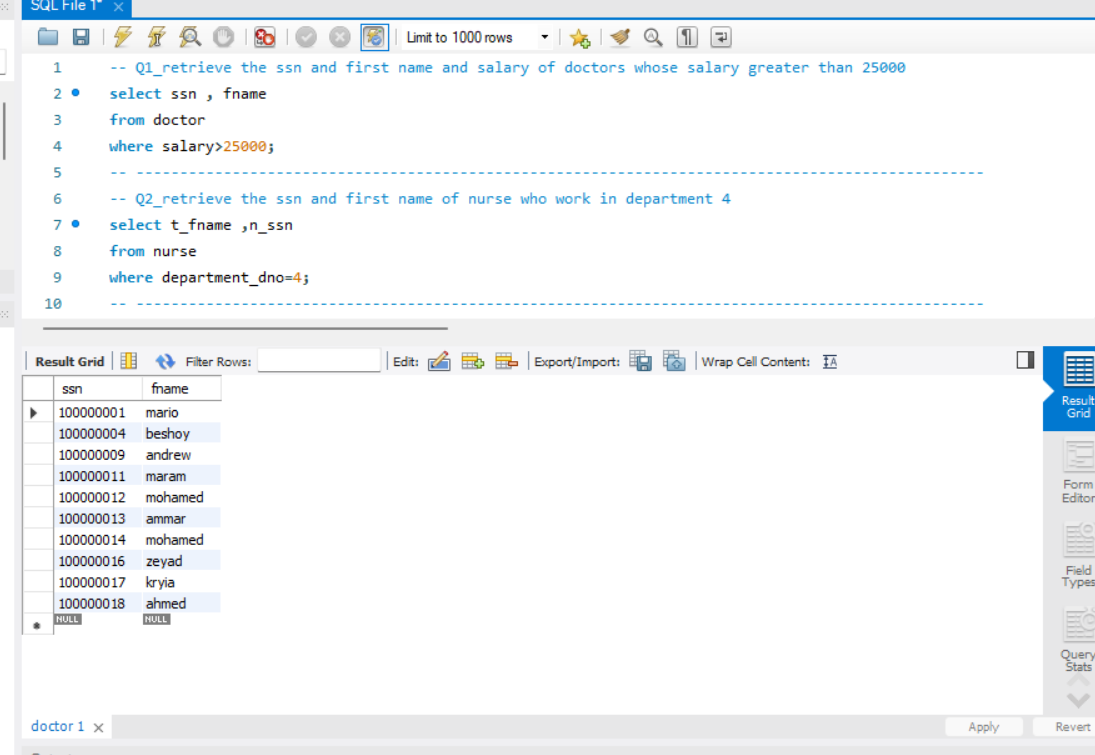 SQL File 1*
Limit to 1000 rows
1 -- Q1_retrieve the ssn and first name and salary of doctors whose salary greater than 25000
2 select ssn , fname
3 from doctor
4 where salary>25000;
5 -- -------------------------------------------------------------------------------------------------
6 -- Q2_retrieve the ssn and first name of nurse who work in department 4
7 select t_fname ,n_ssn
8 from nurse
9 where department_dno=4;
10 -- -------------------------------------------------------------------------------------------------
Result Grid Filter Rows: Edit: Export/Import: Wrap Cell Content:
ssn fname
100000001 mario
100000004 beshoy
100000009 andrew
100000011 maram
100000012 mohamed
100000013 ammar
100000014 mohamed
100000016 zeyad
100000017 kryia
100000018 ahmed
NULL NULL
Result
Grid
Form
Editor
Field
Types
Query
Stats
doctor 1
Apply Revert